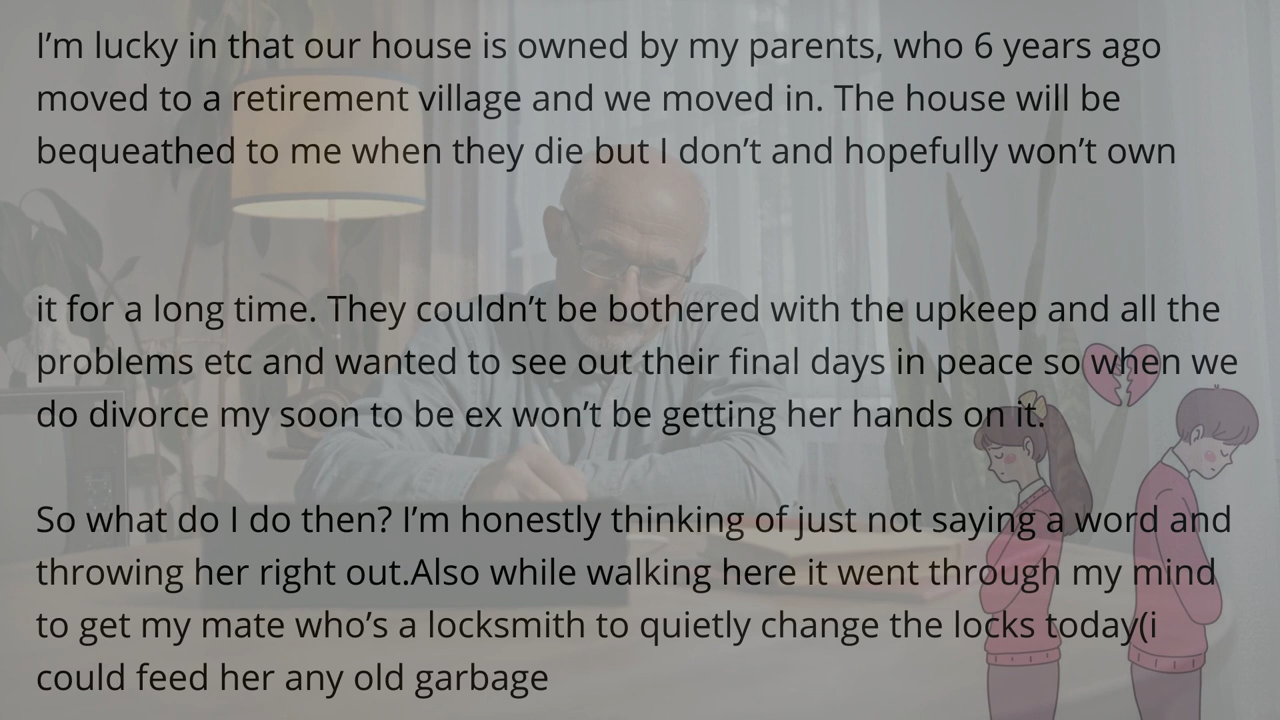 I’m lucky in that our house is owned by my parents, who 6 years ago
moved to a retirement village and we moved in. The house will be
bequeathed to me when they die but I don’t and hopefully won’t own
it for a long time. They couldn’t be bothered with the upkeep and all the
problems etc and wanted to see out their final days in peace so when we
do divorce my soon to be ex won’t be getting her hands on it.
So what do I do then? I’m honestly thinking of just not saying a word and
throwing her right out.Also while walking here it went through my mind
to get my mate who’s a locksmith to quietly change the locks today(i
could feed her any old garbage